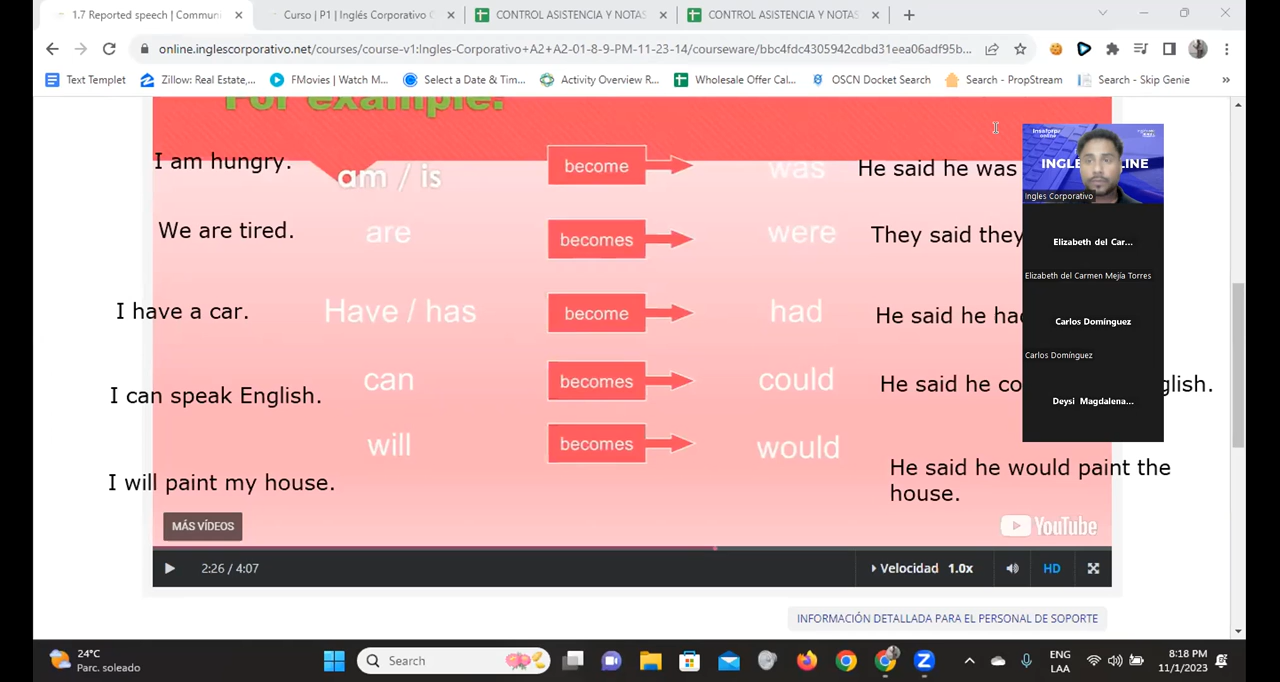 1.7 Reported speech | Communi
Curso | P1 | Inglés Corporativo C
CONTROL ASISTENCIA Y NOTAS
CONTROL ASISTENCIA Y NOTAS
online.inglescorporativo.net/courses/course-v1:Ingles-Corporativo+A2+A2-01-8-9-PM-11-23-14/courseware/bbc4fdc4305942cdbd31eea06adf95b...
Text Templet
Zillow: Real Estate,...
FMovies | Watch M...
Select a Date & Tim...
Activity Overview R...
Wholesale Offer Cal...
OSCN Docket Search
Search - PropStream
Search - Skip Genie
»
For example:
I am hungry.
am / is
become
was
He said he was
We are tired.
are
becomes
were
They said they
I have a car.
Have / has
become
had
He said he had
I can speak English.
can
becomes
could
He said he co
glish.
I will paint my house.
will
becomes
would
He said he would paint the
house.
INGLE
LINE
Ingles Corporativo
Elizabeth del Car...
Elizabeth del Carmen Mejía Torres
Carlos Domínguez
Carlos Domínguez
Deysi Magdalena...
MÁS VÍDEOS
YouTube
2:26 / 4:07
Velocidad 1.0x
HD
INFORMACIÓN DETALLADA PARA EL PERSONAL DE SOPORTE
24°C
Parc. soleado
Search
ENG
LAA
8:18 PM
11/1/2023